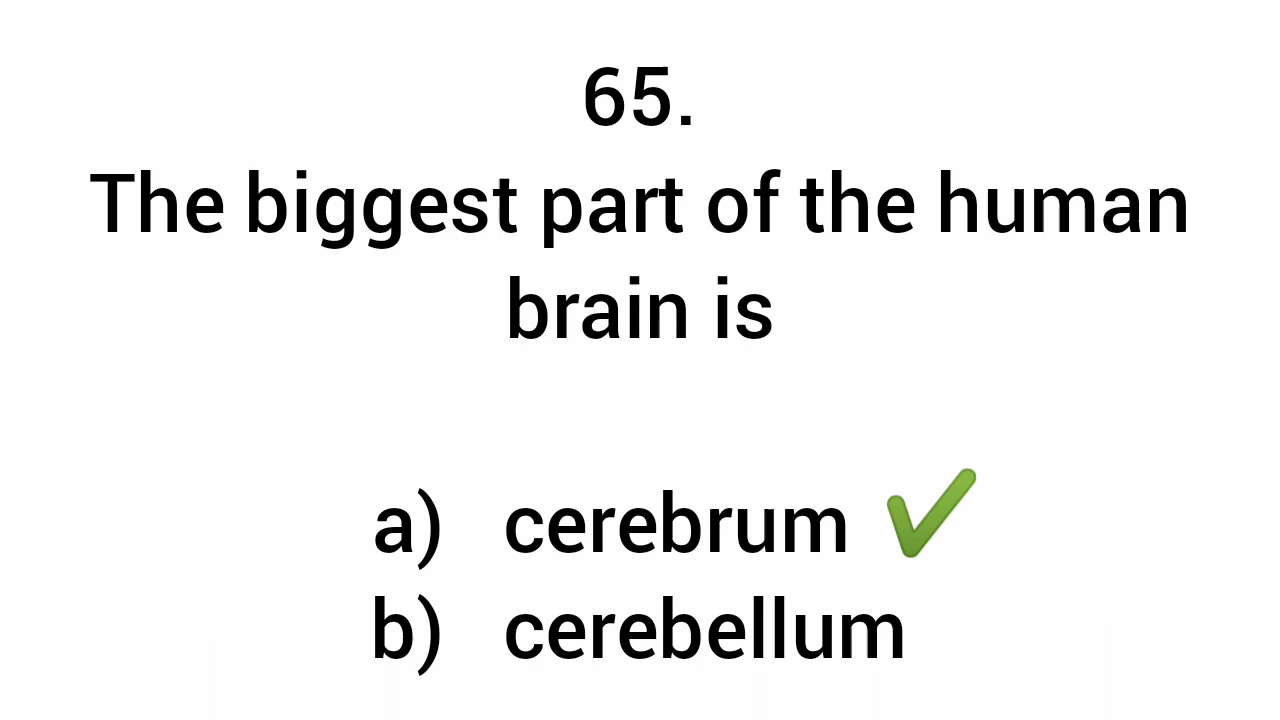 65.
The biggest part of the human
brain is
a) cerebrum ✔
b) cerebellum